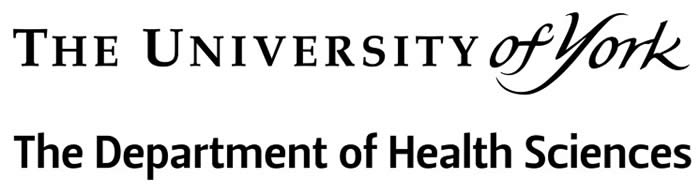 THE UNIVERSITY of York
The Department of Health Sciences